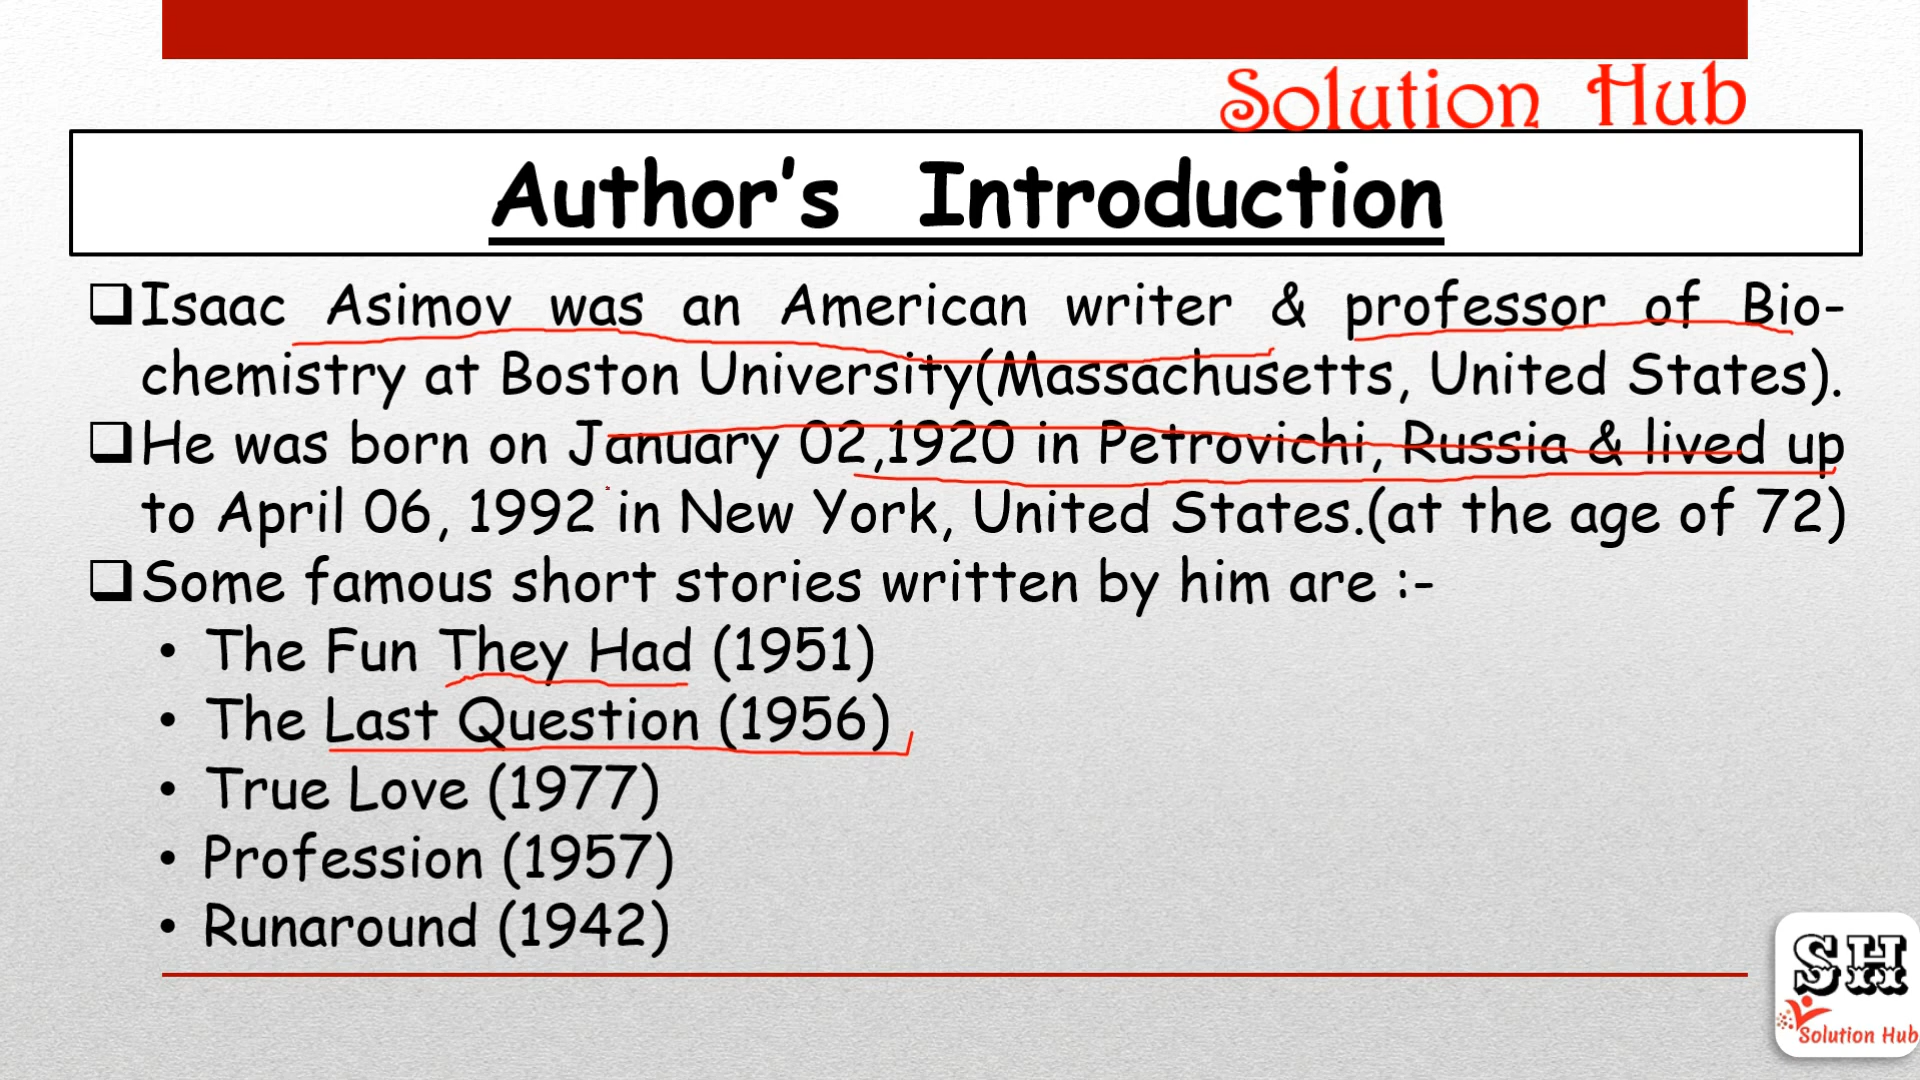 Solution Hub
Author's Introduction
Isaac Asimov was an American writer & professor of Bio-
chemistry at Boston University(Massachusetts, United States).
He was born on January 02,1920 in Petrovichi, Russia & lived up
to April 06, 1992 in New York, United States.(at the age of 72)
Some famous short stories written by him are :-
• The Fun They Had (1951)
• The Last Question (1956)
• True Love (1977)
• Profession (1957)
• Runaround (1942)
SH
Solution Hub